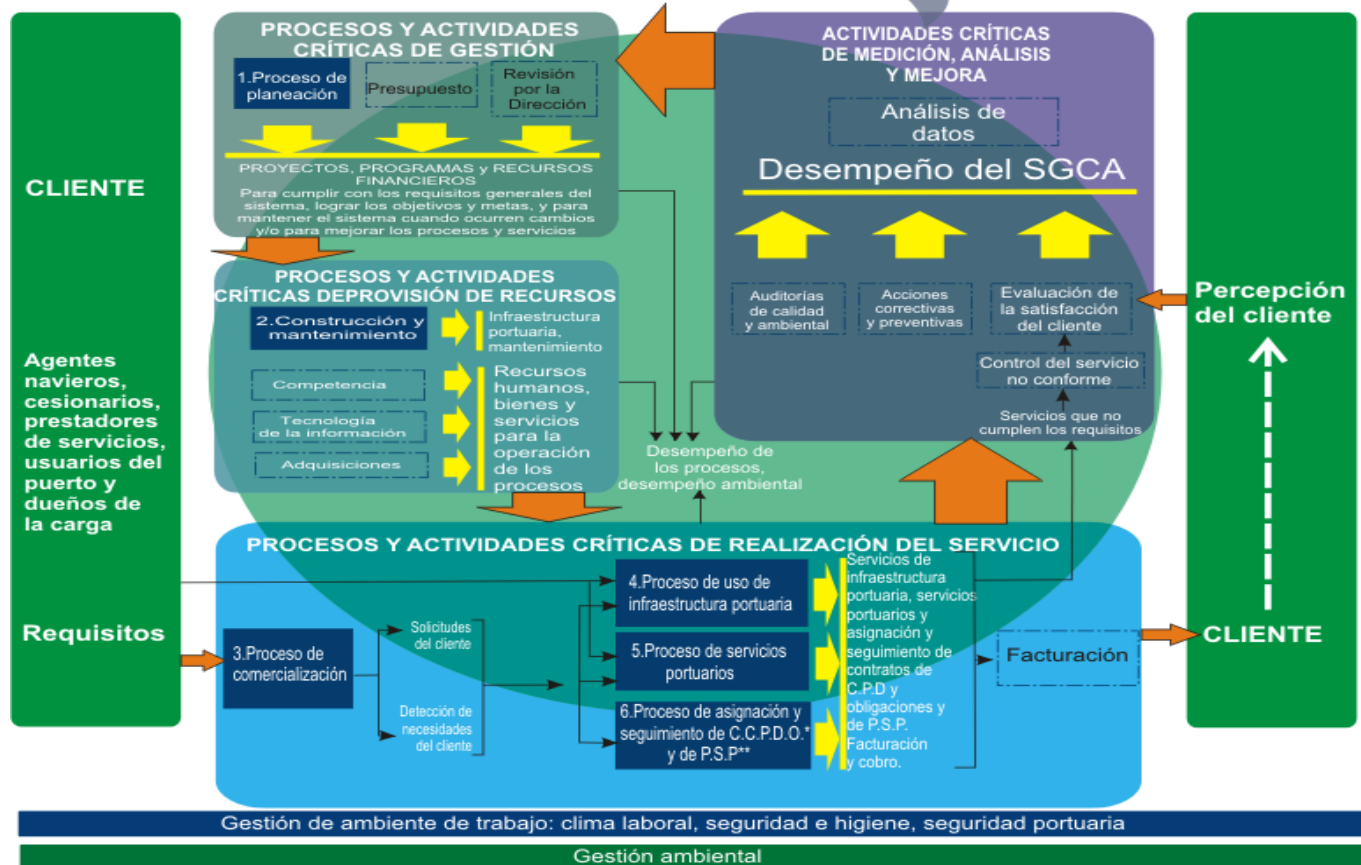 CLIENTE
Agentes
navieros,
cesionarios,
prestadores
de servicios,
usuarios del
puerto y
dueños de
la carga
Requisitos
PROCESOS Y ACTIVIDADES
CRÍTICAS DE GESTIÓN
1.Proceso de
planeación
Presupuesto
Revisión
por la
Dirección
PROYECTOS, PROGRAMAS y RECURSOS
FINANCIEROS
Para cumplir con los requisitos generales del
sistema, lograr los objetivos y metas, y para
mantener el sistema cuando ocurren cambios
y/o para mejorar los procesos y servicios
PROCESOS Y ACTIVIDADES
CRÍTICAS DEPROVISIÓN DE RECURSOS
2.Construcción y
mantenimiento
Infraestructura
portuaria,
mantenimiento
Competencia
Tecnología
de la información
Adquisiciones
Recursos
humanos,
bienes y
servicios
para la
operación
de los
procesos
ACTIVIDADES CRÍTICAS
DE MEDICIÓN, ANÁLISIS
Y MEJORA
Análisis de
datos
Desempeño del SGCA
Auditorías
de calidad
y ambiental
Acciones
correctivas
y preventivas
Evaluación de
la satisfacción
del cliente
Control del servicio
no conforme
Servicios que no
cumplen los requisitos
Desempeño de
los procesos,
desempeño ambiental
PROCESOS Y ACTIVIDADES CRÍTICAS DE REALIZACIÓN DEL SERVICIO
3.Proceso de
comercialización
Solicitudes
del cliente
Detección de
necesidades
del cliente
4.Proceso de uso de
infraestructura portuaria
5.Proceso de servicios
portuarios
6.Proceso de asignación y
seguimiento de C.C.P.D.O.*
y de P.S.P**
Servicios de
infraestructura
portuaria, servicios
portuarios y
asignación y
seguimiento de
contratos de
C.P.D y
obligaciones y
de P.S.P.
Facturación
y cobro.
Facturación
Percepción
del cliente
CLIENTE
Gestión de ambiente de trabajo: clima laboral, seguridad e higiene, seguridad portuaria
Gestión ambiental